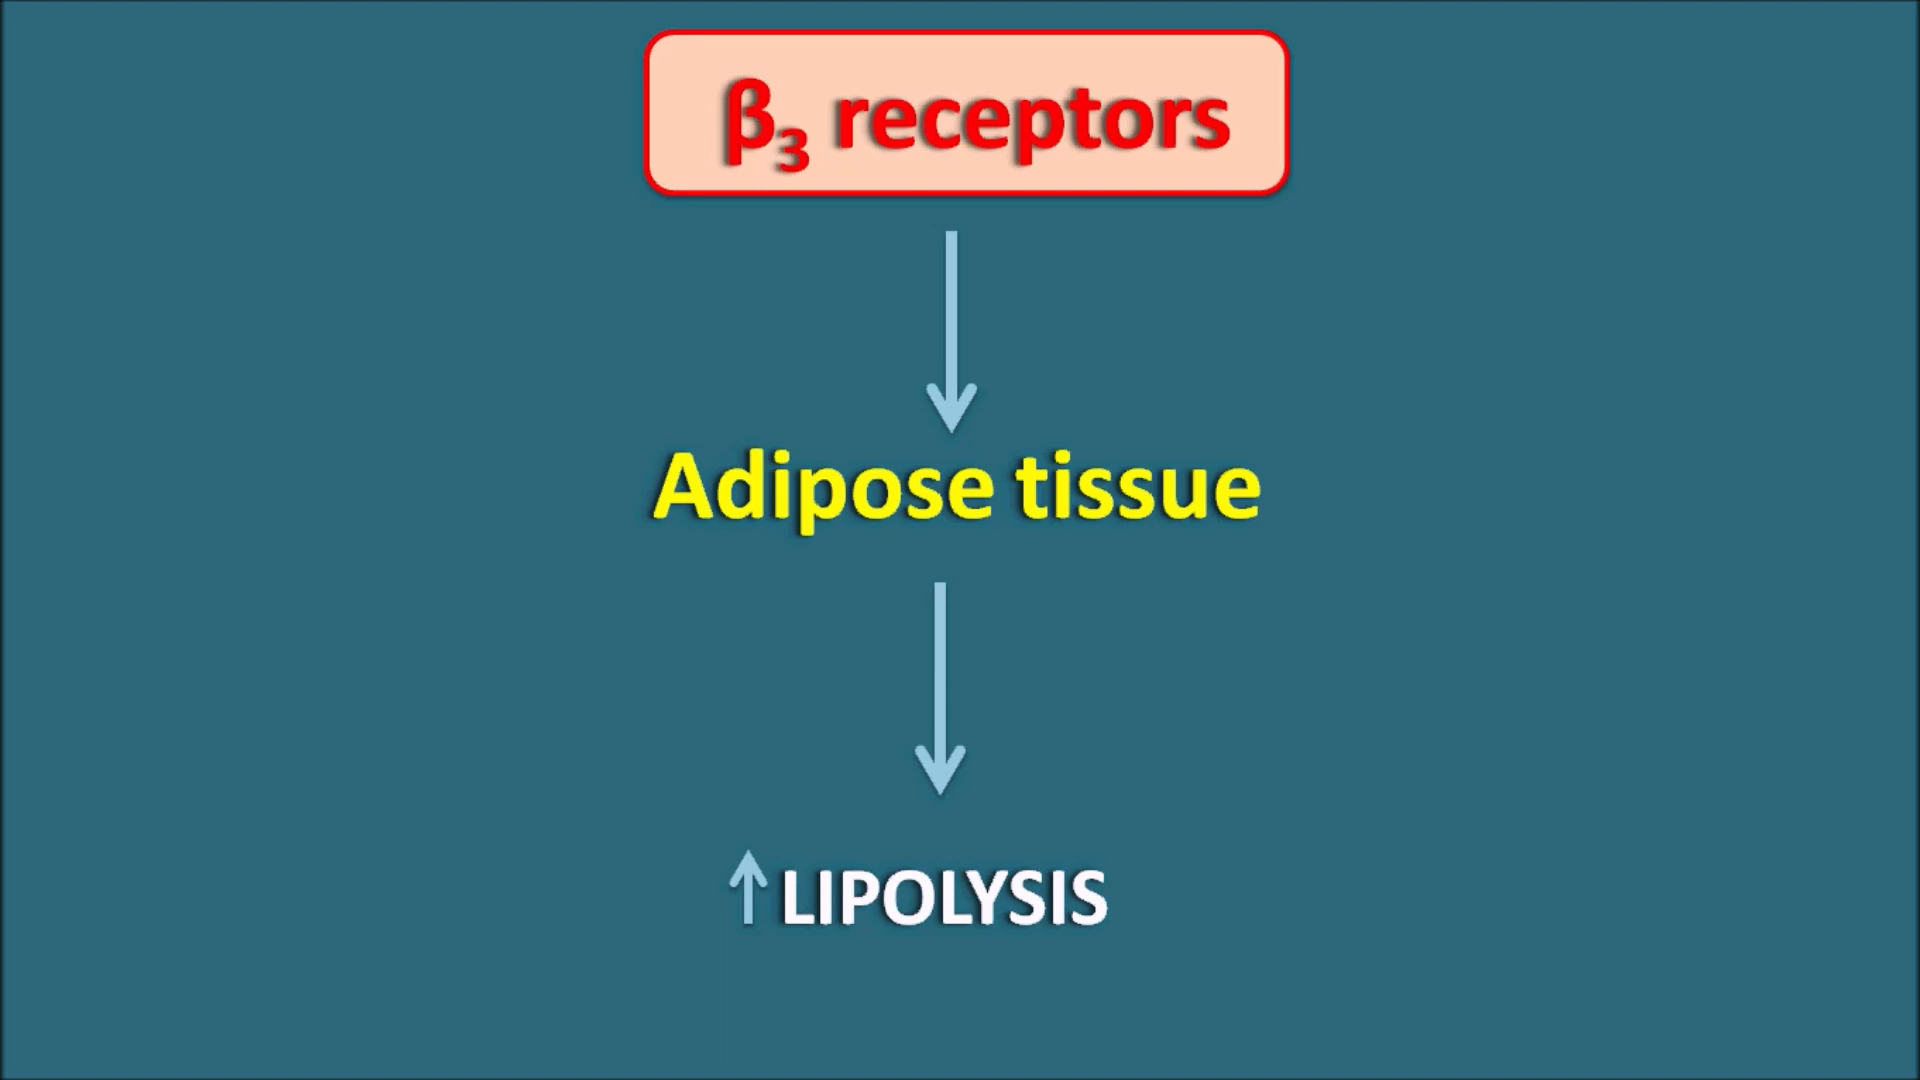 β₃ receptors
Adipose tissue
↑ LIPOLYSIS